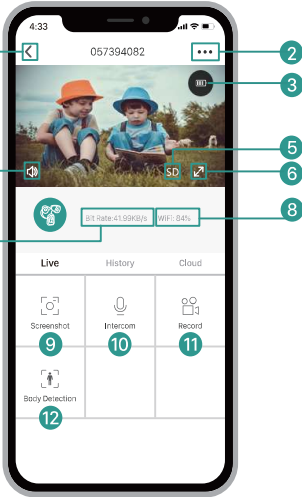 4:33
057394082
2
3
SD
5
6
Bit Rate:41.99KB/s WIFI: 84%
8
Live History Cloud
Screenshot Intercom Record
9 10 11
Body Detection
12